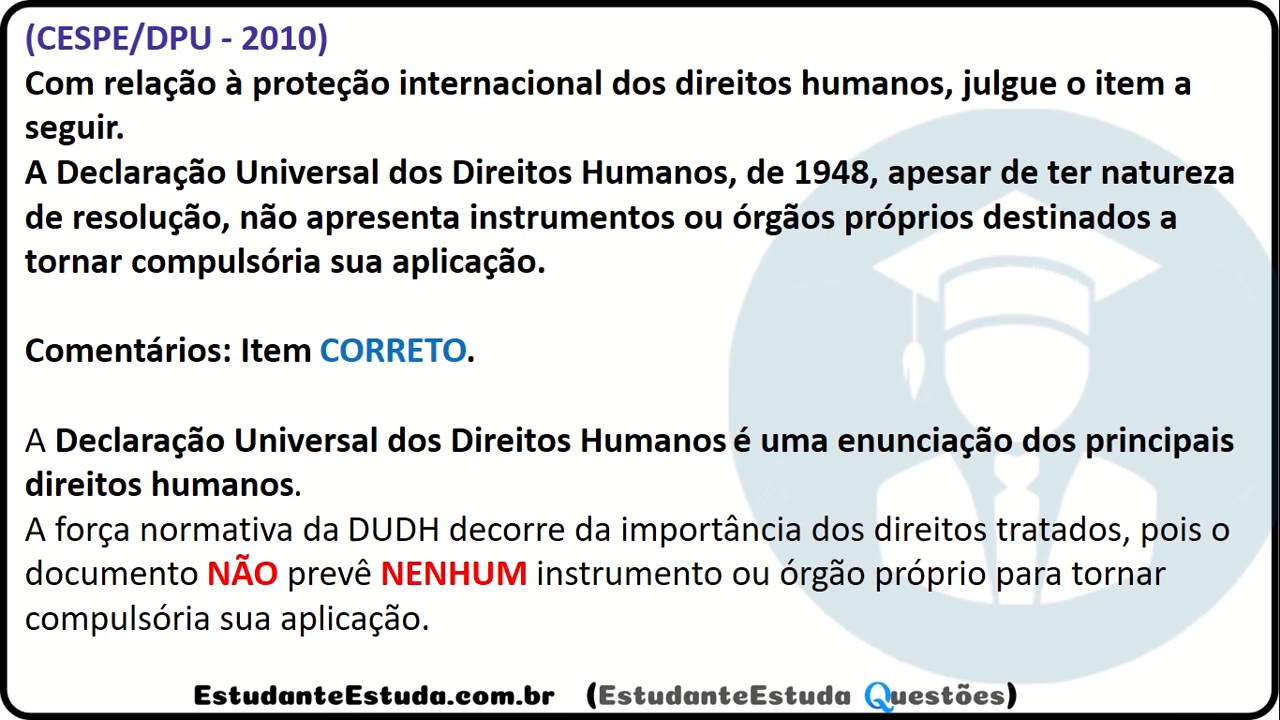 (CESPE/DPU - 2010)
Com relação à proteção internacional dos direitos humanos, julgue o item a
seguir.
A Declaração Universal dos Direitos Humanos, de 1948, apesar de ter natureza
de resolução, não apresenta instrumentos ou órgãos próprios destinados a
tornar compulsória sua aplicação.
Comentários: Item CORRETO.
A Declaração Universal dos Direitos Humanos é uma enunciação dos principais
direitos humanos.
A força normativa da DUDH decorre da importância dos direitos tratados, pois o
documento NÃO prevê NENHUM instrumento ou órgão próprio para tornar
compulsória sua aplicação.
EstudanteEstuda.com.br (EstudanteEstuda Questões)